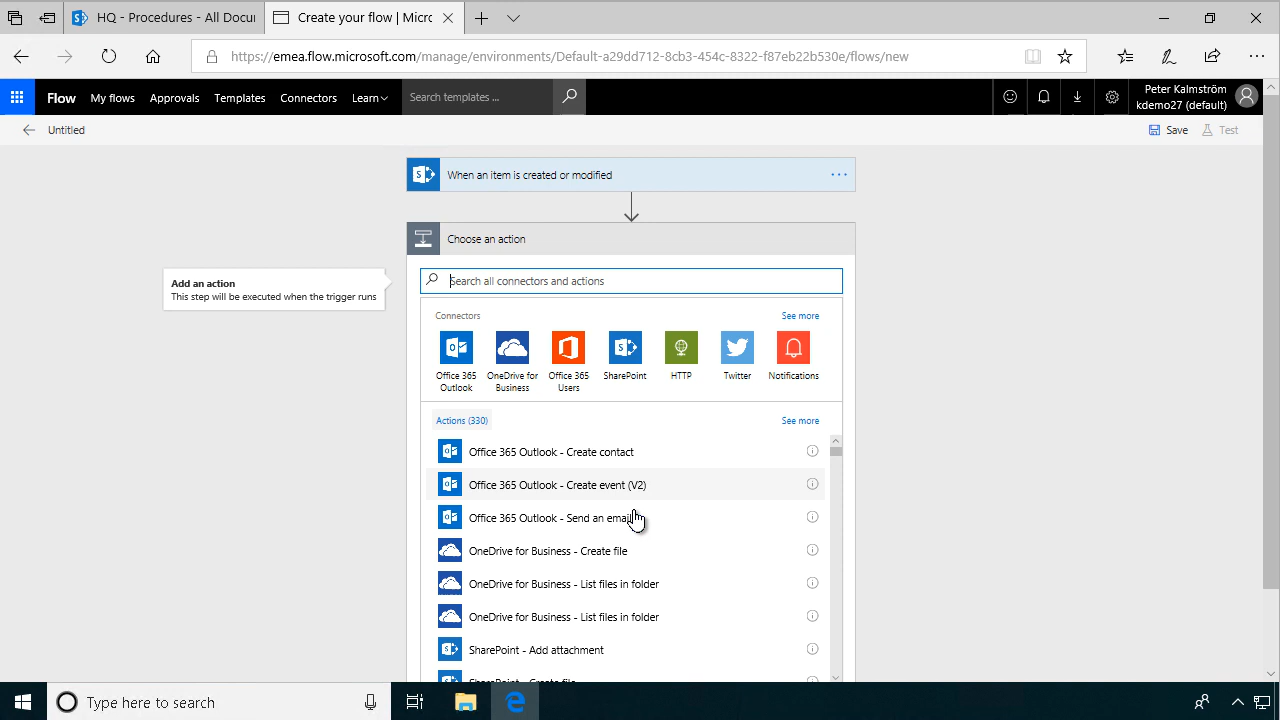 HQ - Procedures - All Docu
Create your flow | Micro
https://emea.flow.microsoft.com/manage/environments/Default-a29dd712-8cb3-454c-8322-f87eb22b530e/flows/new
Flow
My flows
Approvals
Templates
Connectors
Learn
Search templates ...
Peter Kalmström
kdemo27 (default)
Untitled
Save
Test
When an item is created or modified
Choose an action
Add an action
This step will be executed when the trigger runs
Search all connectors and actions
Connectors
See more
Office 365
Outlook
OneDrive for
Business
Office 365
Users
SharePoint
HTTP
Twitter
Notifications
Actions (330)
See more
Office 365 Outlook - Create contact
Office 365 Outlook - Create event (V2)
Office 365 Outlook - Send an email
OneDrive for Business - Create file
OneDrive for Business - List files in folder
OneDrive for Business - List files in folder
SharePoint - Add attachment
SharePoint - Create file
Type here to search